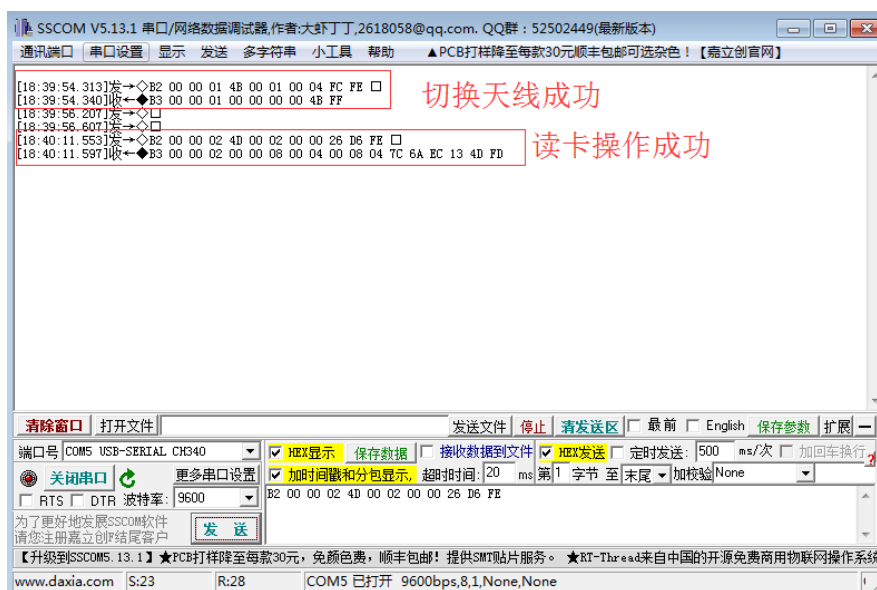 SSCOM V5.13.1 串口/网络数据调试器,作者:大虾丁丁,2618058@qq.com. QQ群：52502449(最新版本)
通讯端口 串口设置 显示 发送 多字符串 小工具 帮助 ▲PCB打样降至每款30元顺丰包邮可选杂色！【嘉立创官网】
[18:39:54.313]发→◇B2 00 00 01 4B 00 01 00 04 FC FE □
[18:39:54.340]收←◆B3 00 00 01 00 00 00 00 4B FF
切换天线成功
[18:39:56.207]发→◇□
[18:39:56.607]发→◇□
[18:40:11.553]发→◇B2 00 00 02 4D 00 02 00 00 26 D6 FE □
[18:40:11.597]收←◆B3 00 00 02 00 00 08 00 04 00 08 04 7C 6A EC 13 4D FD
读卡操作成功
清除窗口 打开文件 发送文件 停止 清发送区 最前 English 保存参数 扩展 —
端口号 COM5 USB-SERIAL CH340 HEX显示 保存数据 接收数据到文件 HEX发送 定时发送: 500 ms/次 加回车换行
关闭串口 更多串口设置 加时间戳和分包显示, 超时时间: 20 ms 第1 字节 至 末尾 加校验 None ?
RTS DTR 波特率: 9600 B2 00 00 02 4D 00 02 00 00 26 D6 FE
为了更好地发展SSCOM软件
请您注册嘉立创F结尾客户
发 送
【升级到SSCOM5.13.1】★PCB打样降至每款30元，免颜色费，顺丰包邮！提供SMT贴片服务。 ★RT-Thread来自中国的开源免费商用物联网操作系统
www.daxia.com S:23 R:28 COM5 已打开 9600bps,8,1,None,None